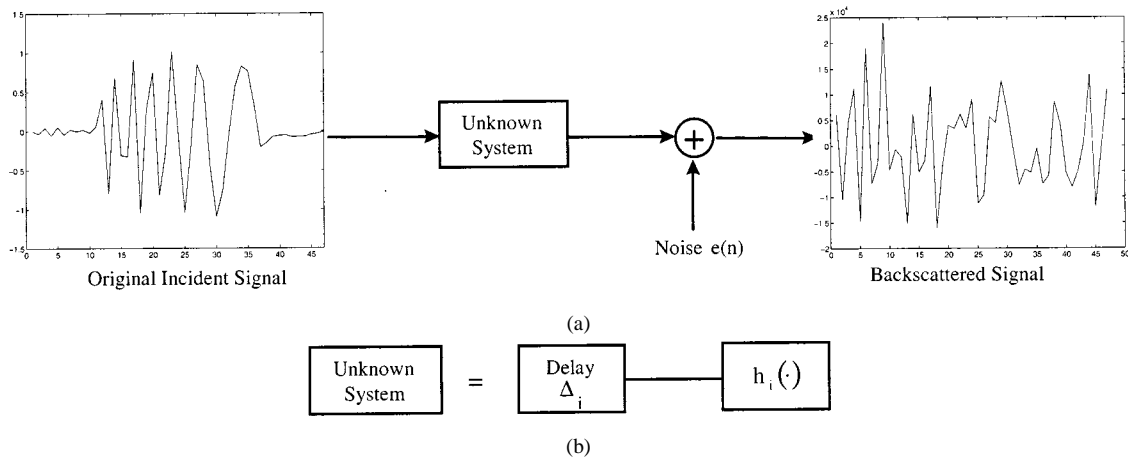 1.5
1
0.5
0
-0.5
-1
-1.5
0 5 10 15 20 25 30 35 40 45
Original Incident Signal
Unknown
System
+
Noise e(n)
x 10⁴
2.5
2
1.5
1
0.5
0
-0.5
-1
-1.5
-2
0 5 10 15 20 25 30 35 40 45 50
Backscattered Signal
(a)
Unknown
System
=
Delay
Δi
hi(·)
(b)